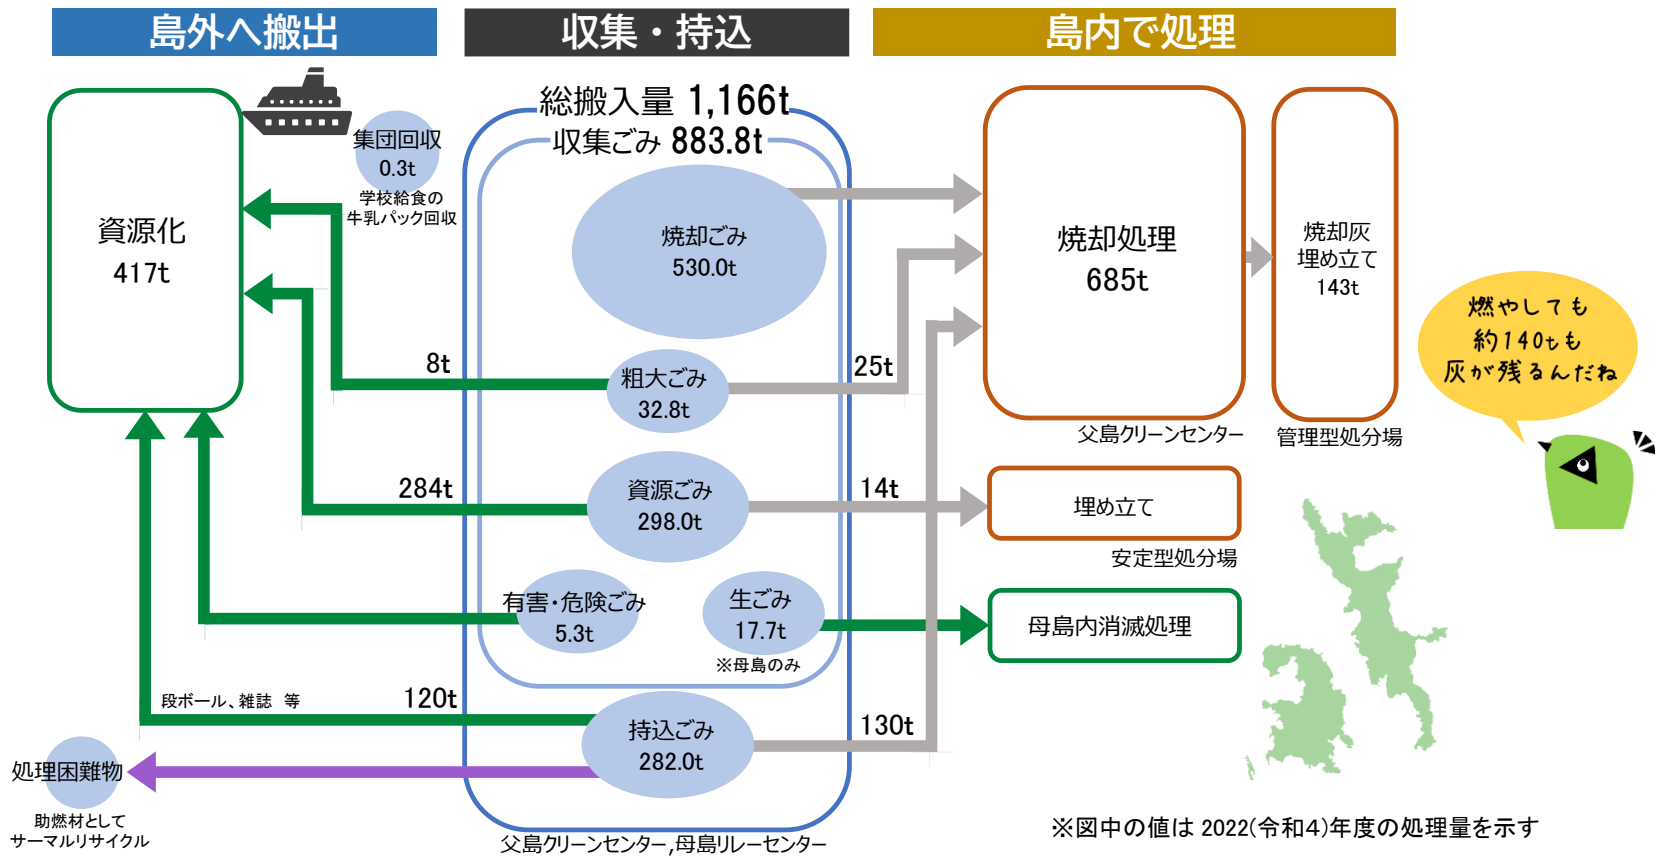 島外へ搬出
収集・持込
島内で処理
総搬入量 1,166t
収集ごみ 883.8t
集団回収
0.3t
学校給食の
牛乳パック回収
資源化
417t
焼却ごみ
530.0t
焼却処理
685t
焼却灰
埋め立て
143t
燃やしても
約140tも
灰が残るんだね
8t
粗大ごみ
32.8t
25t
父島クリーンセンター
管理型処分場
284t
資源ごみ
298.0t
14t
埋め立て
安定型処分場
有害・危険ごみ
5.3t
生ごみ
17.7t
※母島のみ
母島内消滅処理
段ボール、雑誌 等
120t
持込ごみ
282.0t
130t
処理困難物
助燃材として
サーマルリサイクル
父島クリーンセンター,母島リレーセンター
※図中の値は 2022(令和4)年度の処理量を示す